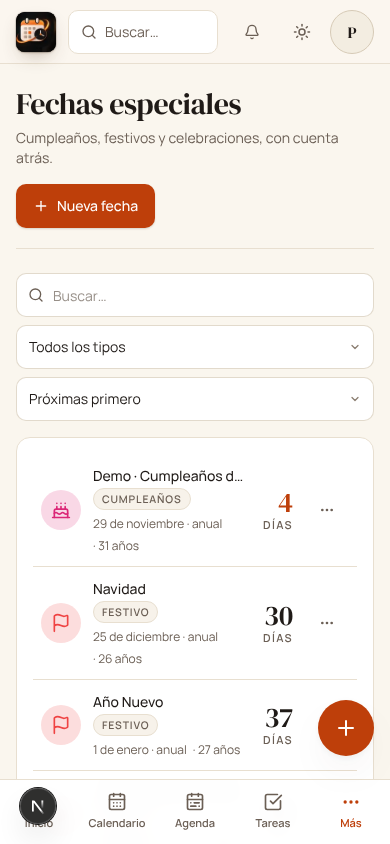 Buscar...
P
Fechas especiales
Cumpleaños, festivos y celebraciones, con cuenta
atrás.
+ Nueva fecha
Buscar...
Todos los tipos
Próximas primero
Demo · Cumpleaños d...
CUMPLEAÑOS
29 de noviembre · anual
· 31 años
4
DÍAS
Navidad
FESTIVO
25 de diciembre · anual
· 26 años
30
DÍAS
Año Nuevo
FESTIVO
1 de enero · anual · 27 años
37
DÍAS
N
Inicio
Calendario
Agenda
Tareas
Más